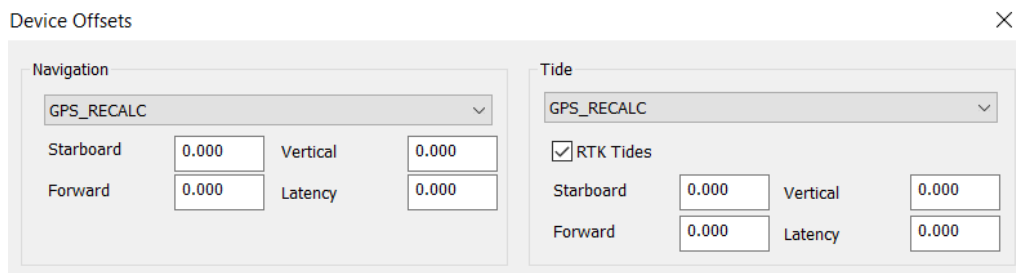 Device Offsets
Navigation
GPS_RECALC
Starboard 0.000 Vertical 0.000
Forward 0.000 Latency 0.000
Tide
GPS_RECALC
RTK Tides
Starboard 0.000 Vertical 0.000
Forward 0.000 Latency 0.000